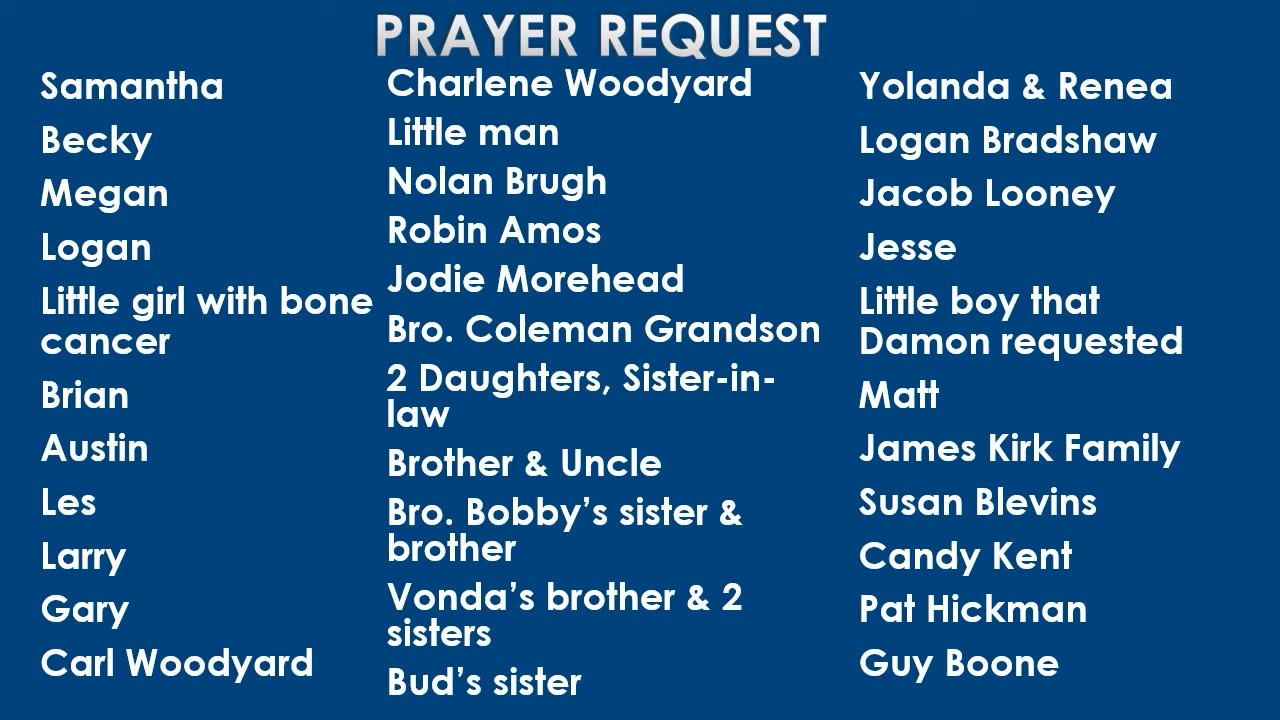 PRAYER REQUEST
Samantha
Becky
Megan
Logan
Little girl with bone
cancer
Brian
Austin
Les
Larry
Gary
Carl Woodyard
Charlene Woodyard
Little man
Nolan Brugh
Robin Amos
Jodie Morehead
Bro. Coleman Grandson
2 Daughters, Sister-in-
law
Brother & Uncle
Bro. Bobby’s sister &
brother
Vonda’s brother & 2
sisters
Bud’s sister
Yolanda & Renea
Logan Bradshaw
Jacob Looney
Jesse
Little boy that
Damon requested
Matt
James Kirk Family
Susan Blevins
Candy Kent
Pat Hickman
Guy Boone